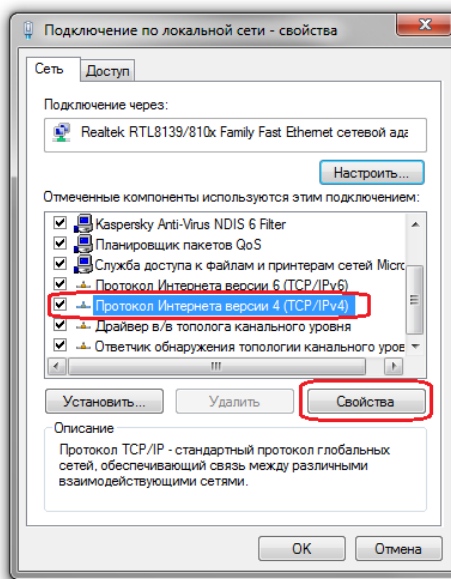 Подключение по локальной сети - свойства
Сеть Доступ
Подключение через:
Realtek RTL8139/810x Family Fast Ethernet сетевой ада
Настроить...
Отмеченные компоненты используются этим подключением:
Kaspersky Anti-Virus NDIS 6 Filter
Планировщик пакетов QoS
Служба доступа к файлам и принтерам сетей Micro
Протокол Интернета версии 6 (TCP/IPv6)
Протокол Интернета версии 4 (TCP/IPv4)
Драйвер в/в тополога канального уровня
Ответчик обнаружения топологии канального уров
Установить... Удалить Свойства
Описание
Протокол TCP/IP - стандартный протокол глобальных
сетей, обеспечивающий связь между различными
взаимодействующими сетями.
OK Отмена